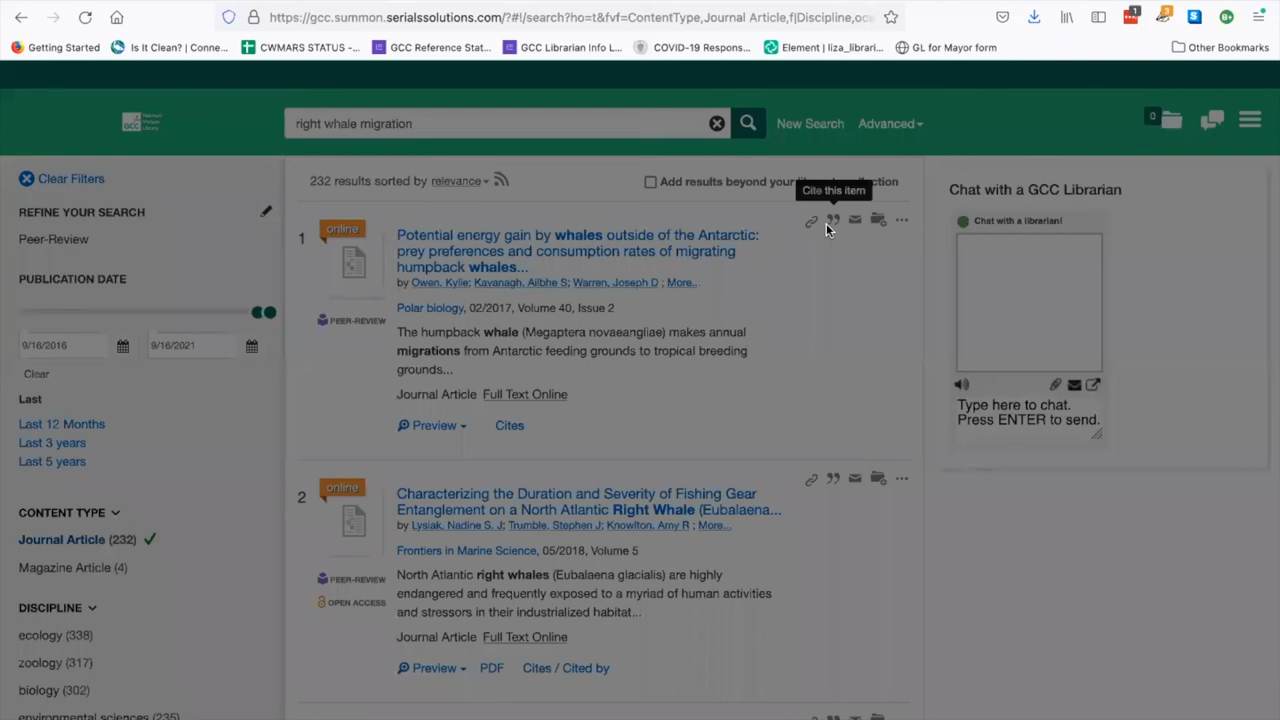 https://gcc.summon.serialssolutions.com/?#!/search?ho=t&fvf=ContentType,Journal Article,f|Discipline,oc
Getting Started
Is It Clean? | Conne...
CWMARS STATUS - ...
GCC Reference Stat...
GCC Librarian Info L...
COVID-19 Respons...
Element | liza_librari...
GL for Mayor form
Other Bookmarks
1
3
S
GCC
right whale migration
New Search
Advanced
0
Clear Filters
REFINE YOUR SEARCH
Peer-Review
PUBLICATION DATE
9/16/2016
9/16/2021
Clear
Last
Last 12 Months
Last 3 years
Last 5 years
CONTENT TYPE
Journal Article (232)
Magazine Article (4)
DISCIPLINE
ecology (338)
zoology (317)
biology (302)
environmental sciences (235)
232 results sorted by relevance
Add results beyond your
ction
Cite this item
1
online
Potential energy gain by whales outside of the Antarctic:
prey preferences and consumption rates of migrating
humpback whales...
by Owen, Kylie; Kavanagh, Ailbhe S; Warren, Joseph D ; More..
Polar biology, 02/2017, Volume 40, Issue 2
PEER-REVIEW
The humpback whale (Megaptera novaeangliae) makes annual
migrations from Antarctic feeding grounds to tropical breeding
grounds...
Journal Article Full Text Online
Preview
Cites
2
online
Characterizing the Duration and Severity of Fishing Gear
Entanglement on a North Atlantic Right Whale (Eubalaena...
by Lysiak, Nadine S. J; Trumble, Stephen J; Knowlton, Amy R ; More...
Frontiers in Marine Science, 05/2018, Volume 5
PEER-REVIEW
OPEN ACCESS
North Atlantic right whales (Eubalaena glacialis) are highly
endangered and frequently exposed to a myriad of human activities
and stressors in their industrialized habitat...
Journal Article Full Text Online
Preview
PDF
Cites / Cited by
Chat with a GCC Librarian
Chat with a librarian!
Type here to chat.
Press ENTER to send.